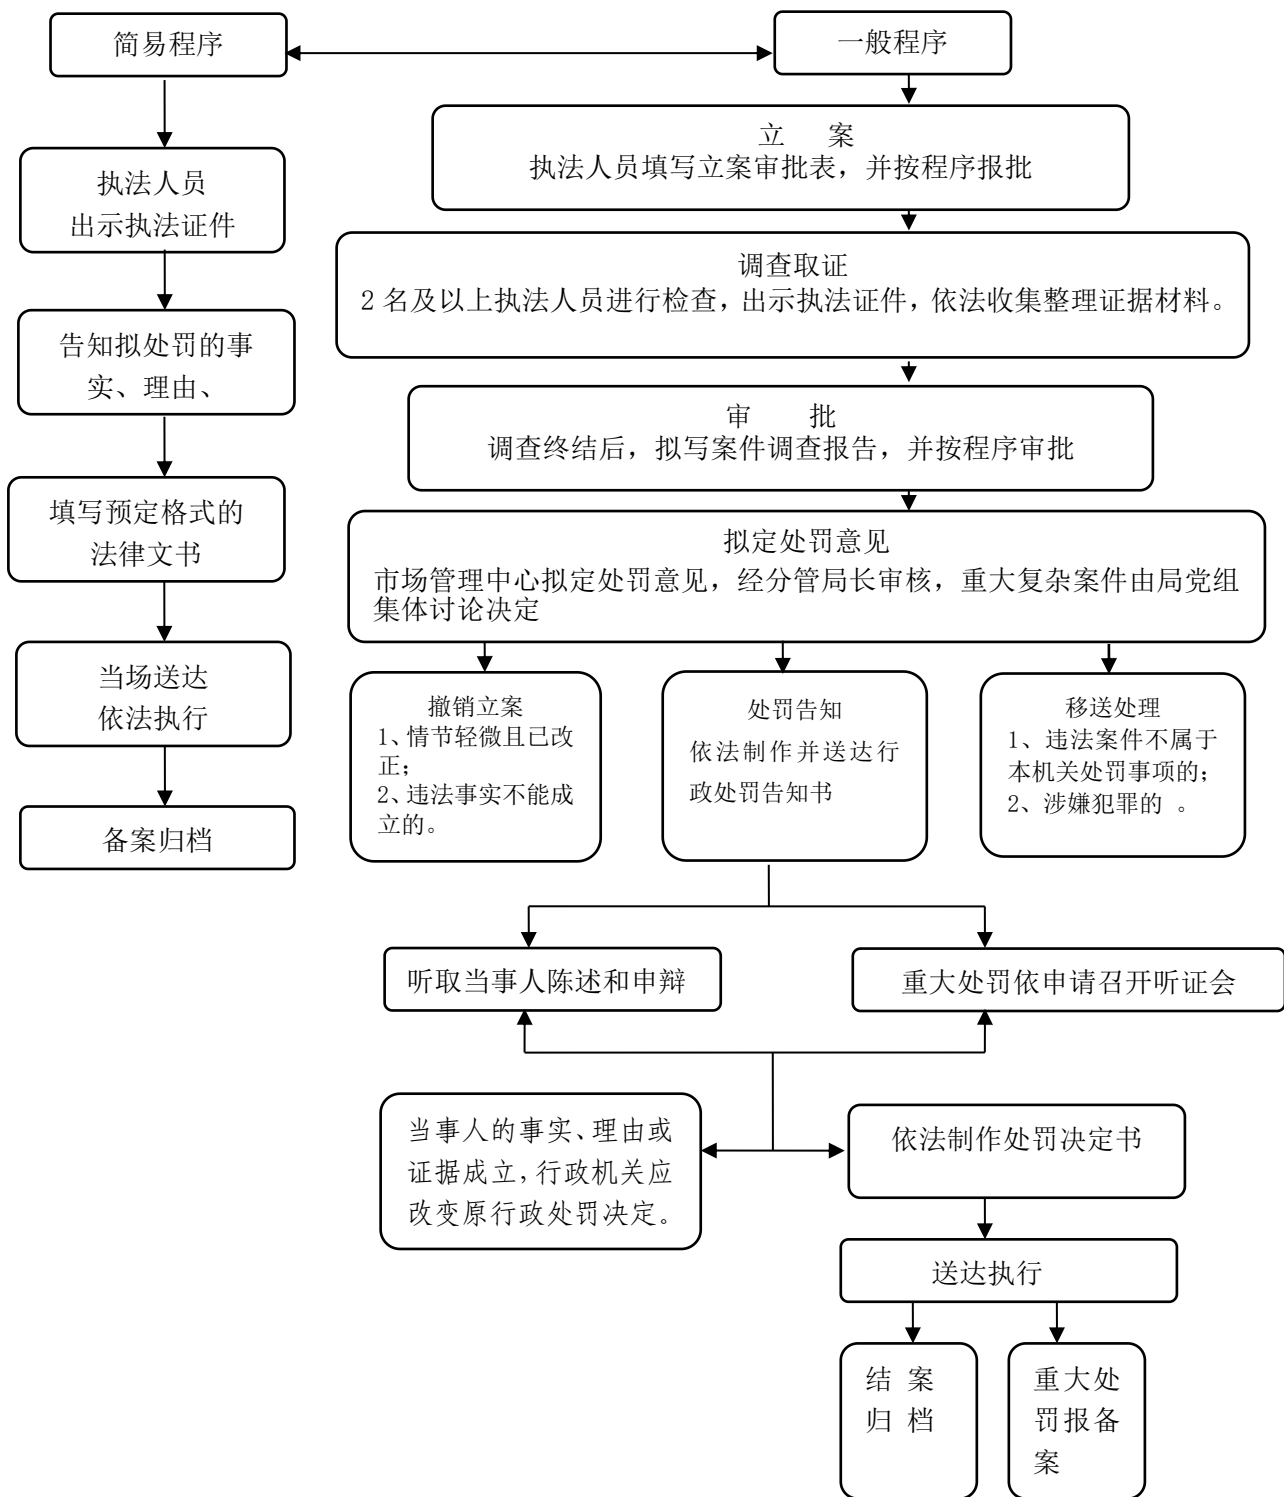 简易程序
一般程序
立 案
执法人员填写立案审批表，并按程序报批
执法人员
出示执法证件
调查取证
2 名及以上执法人员进行检查，出示执法证件，依法收集整理证据材料。
告知拟处罚的事
实、理由、
审 批
调查终结后，拟写案件调查报告，并按程序审批
填写预定格式的
法律文书
拟定处罚意见
市场管理中心拟定处罚意见，经分管局长审核，重大复杂案件由局党组
集体讨论决定
当场送达
依法执行
撤销立案
1、情节轻微且已改
正；
2、违法事实不能成
立的。
处罚告知
依法制作并送达行
政处罚告知书
移送处理
1、违法案件不属于
本机关处罚事项的；
2、涉嫌犯罪的 。
备案归档
听取当事人陈述和申辩
重大处罚依申请召开听证会
当事人的事实、理由或
证据成立，行政机关应
改变原行政处罚决定。
依法制作处罚决定书
送达执行
结 案
归 档
重大处
罚报备
案